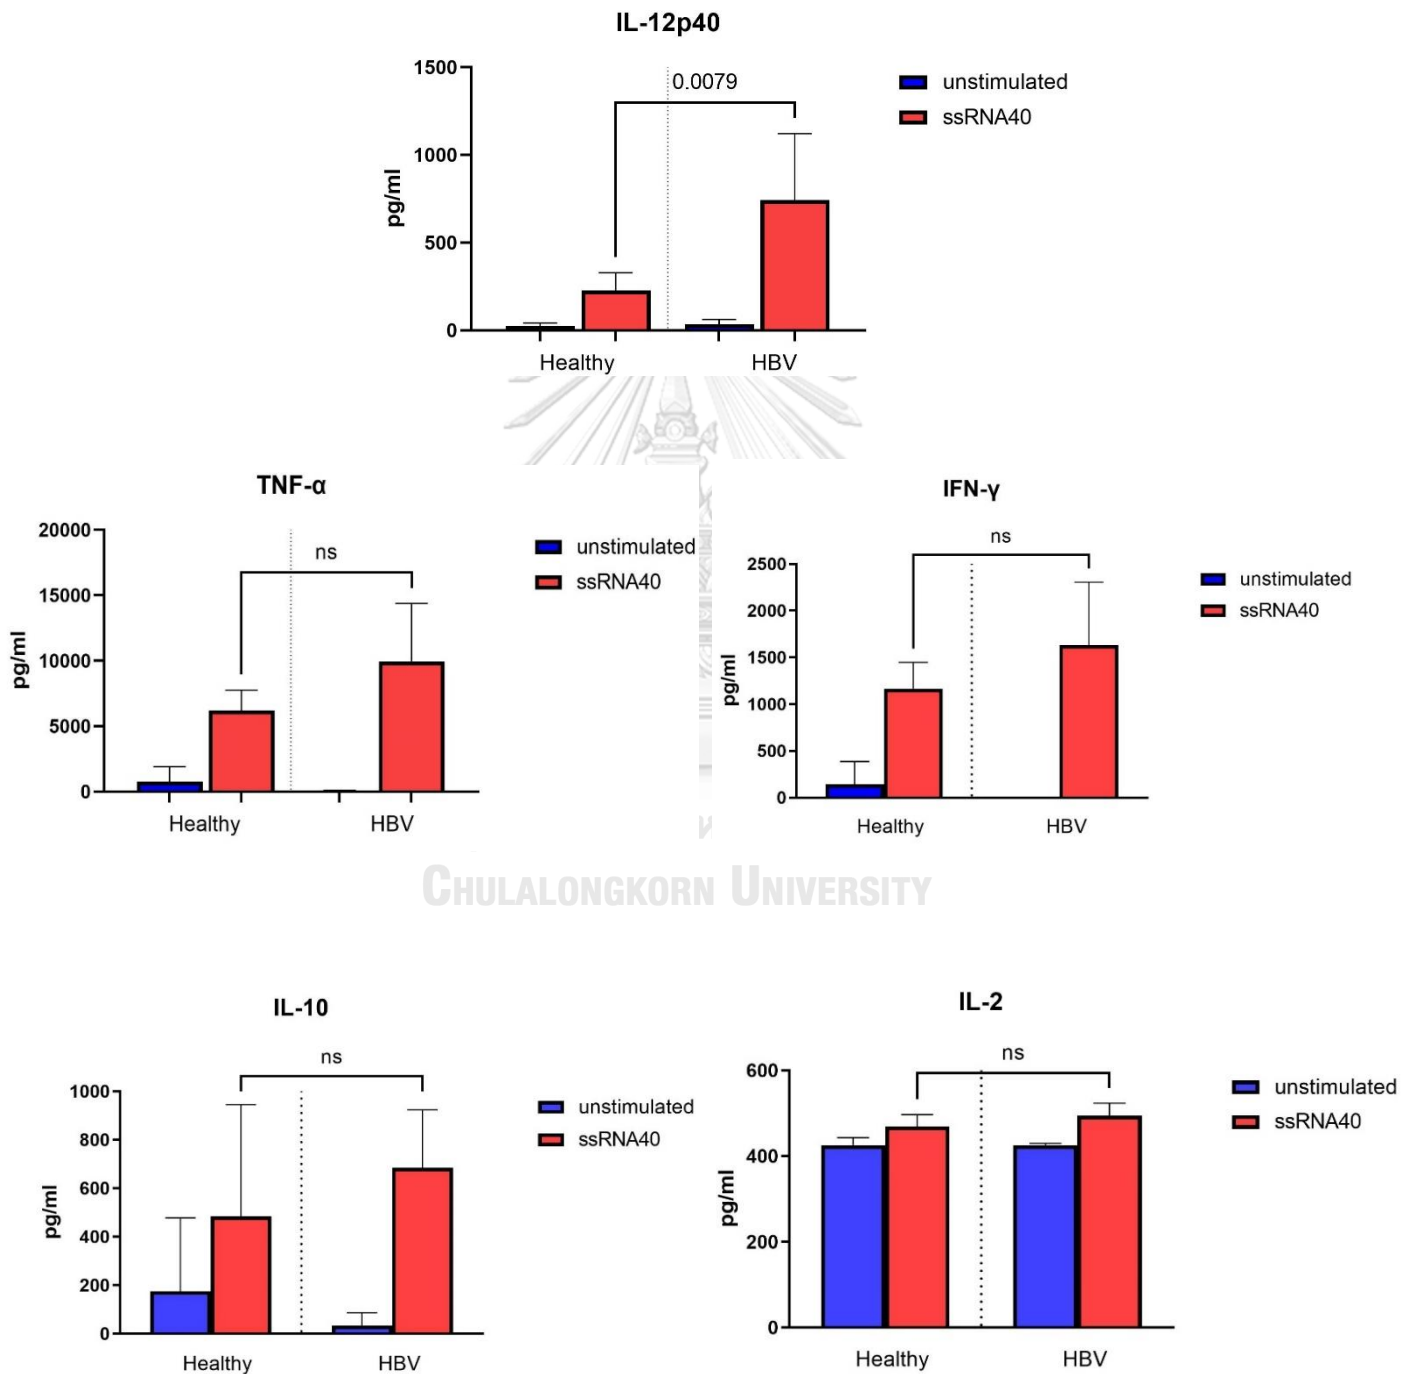 IL-12p40
1500
1000
500
0
pg/ml
0.0079
unstimulated
ssRNA40
Healthy
HBV
TNF-α
20000
15000
10000
5000
0
pg/ml
ns
unstimulated
ssRNA40
Healthy
HBV
IFN-γ
2500
2000
1500
1000
500
0
pg/ml
ns
unstimulated
ssRNA40
Healthy
HBV
CHULALONGKORN UNIVERSITY
IL-10
1000
800
600
400
200
0
pg/ml
ns
unstimulated
ssRNA40
Healthy
HBV
IL-2
600
400
200
0
pg/ml
ns
unstimulated
ssRNA40
Healthy
HBV